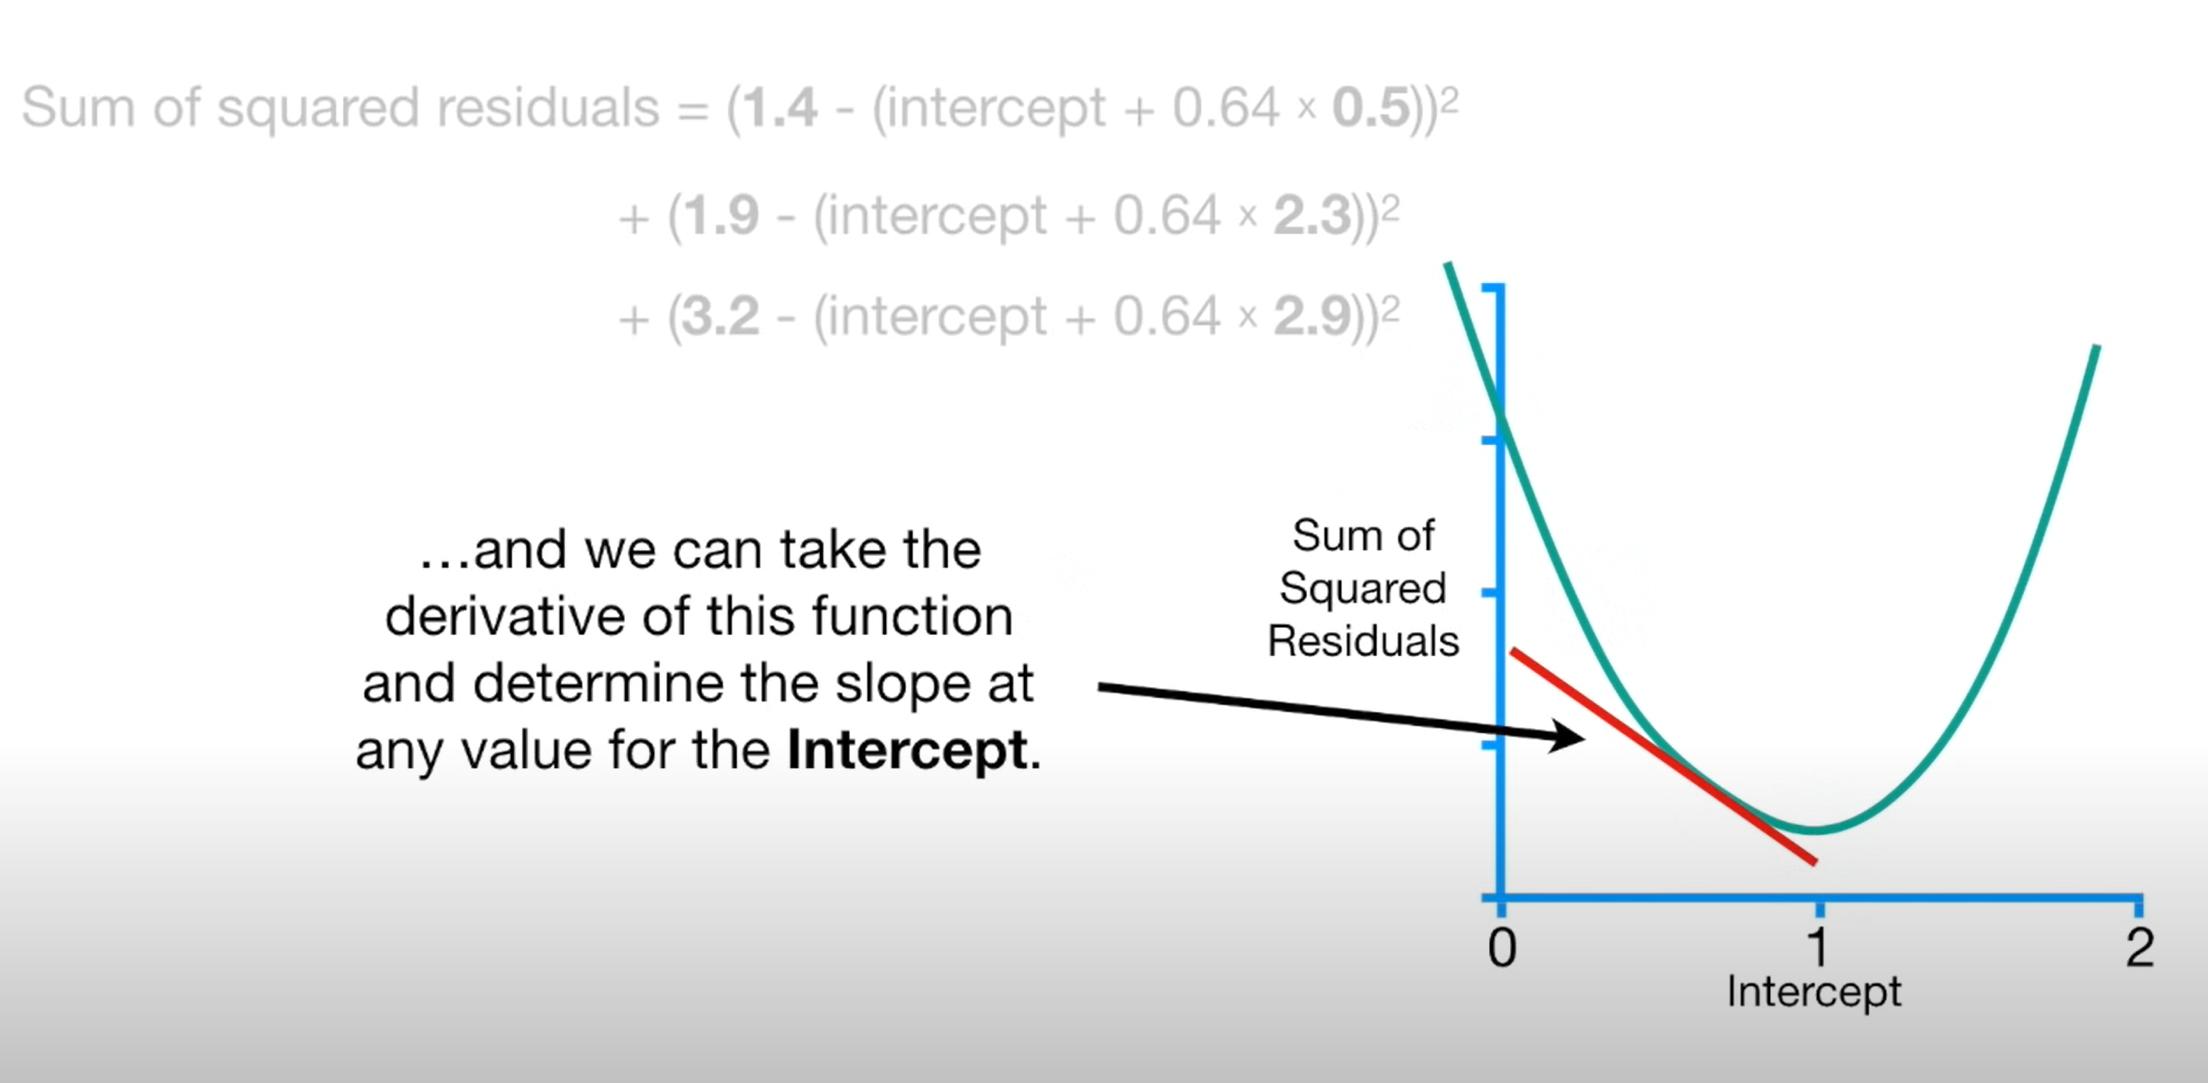 Sum of squared residuals = (1.4 - (intercept + 0.64 × 0.5))²
+ (1.9 - (intercept + 0.64 × 2.3))²
+ (3.2 - (intercept + 0.64 × 2.9))²
…and we can take the
derivative of this function
and determine the slope at
any value for the Intercept.
Sum of
Squared
Residuals
0 1 2
Intercept